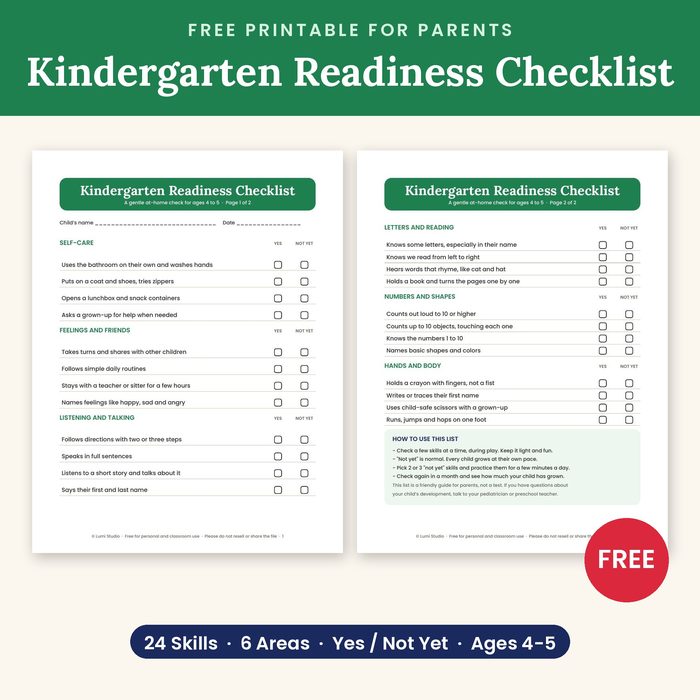 FREE PRINTABLE FOR PARENTS
Kindergarten Readiness Checklist
Kindergarten Readiness Checklist
A gentle at-home check for ages 4 to 5 · Page 1 of 2
Child's name ________________________________ Date _________________
SELF-CARE YES NOT YET
Uses the bathroom on their own and washes hands
Puts on a coat and shoes, tries zippers
Opens a lunchbox and snack containers
Asks a grown-up for help when needed
FEELINGS AND FRIENDS YES NOT YET
Takes turns and shares with other children
Follows simple daily routines
Stays with a teacher or sitter for a few hours
Names feelings like happy, sad and angry
LISTENING AND TALKING YES NOT YET
Follows directions with two or three steps
Speaks in full sentences
Listens to a short story and talks about it
Says their first and last name
© Lumi Studio · Free for personal and classroom use · Please do not resell or share the file · 1
Kindergarten Readiness Checklist
A gentle at-home check for ages 4 to 5 · Page 2 of 2
LETTERS AND READING YES NOT YET
Knows some letters, especially in their name
Knows we read from left to right
Hears words that rhyme, like cat and hat
Holds a book and turns the pages one by one
NUMBERS AND SHAPES YES NOT YET
Counts out loud to 10 or higher
Counts up to 10 objects, touching each one
Knows the numbers 1 to 10
Names basic shapes and colors
HANDS AND BODY YES NOT YET
Holds a crayon with fingers, not a fist
Writes or traces their first name
Uses child-safe scissors with a grown-up
Runs, jumps and hops on one foot
HOW TO USE THIS LIST
- Check a few skills at a time, during play. Keep it light and fun.
- "Not yet" is normal. Every child grows at their own pace.
- Pick 2 or 3 "not yet" skills and practice them for a few minutes a day.
- Check again in a month and see how much your child has grown.
This list is a friendly guide for parents, not a test. If you have questions about
your child's development, talk to your pediatrician or preschool teacher.
© Lumi Studio · Free for personal and classroom use · Please do not resell or share the
FREE
24 Skills · 6 Areas · Yes / Not Yet · Ages 4-5